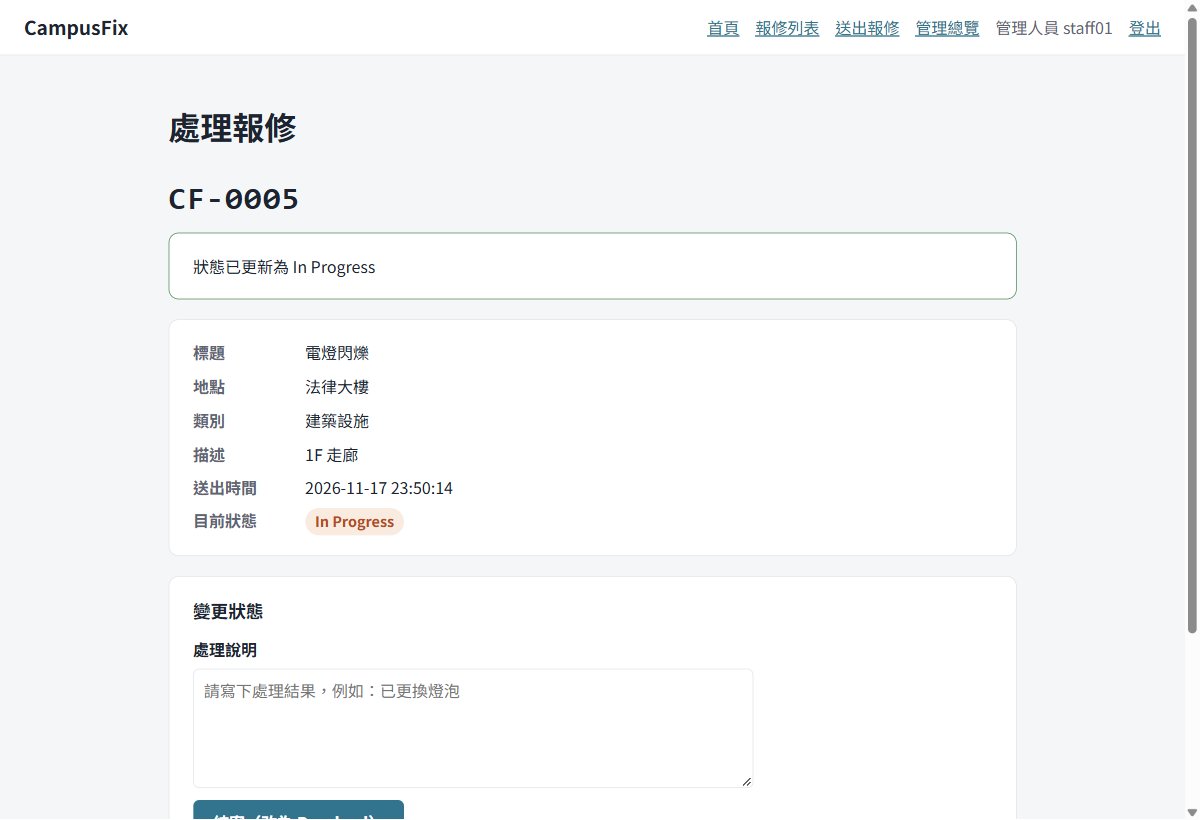 CampusFix
首頁 報修列表 送出報修 管理總覽 管理人員 staff01 登出
處理報修
CF-0005
狀態已更新為 In Progress
標題 電燈閃爍
地點 法律大樓
類別 建築設施
描述 1F 走廊
送出時間 2026-11-17 23:50:14
目前狀態 In Progress
變更狀態
處理說明
請寫下處理結果，例如：已更換燈泡